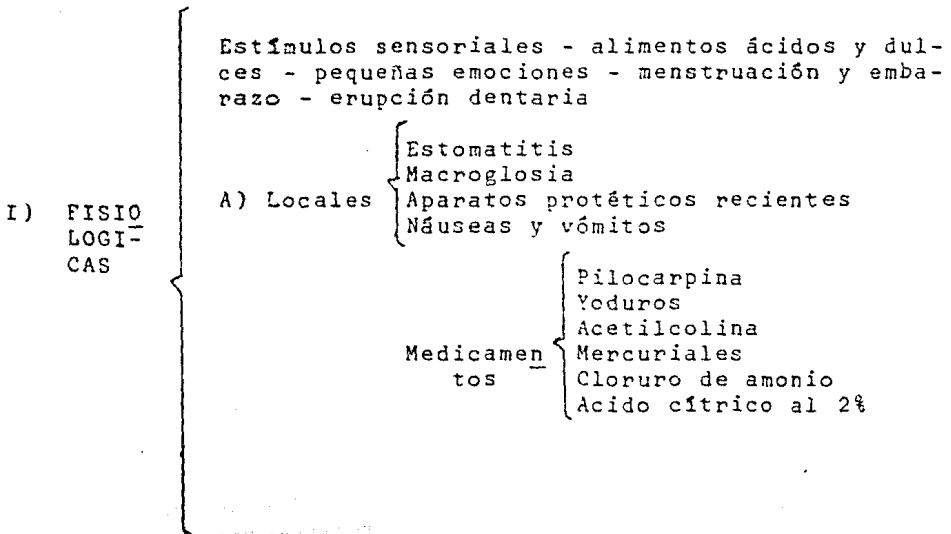 Estímulos sensoriales - alimentos ácidos y dul-
ces - pequeñas emociones - menstruación y emba-
razo - erupción dentaria
I) FISIO
LOGI-
CAS
A) Locales
Estomatitis
Macroglosia
Aparatos protéticos recientes
Náuseas y vómitos
Medicamen
tos
Pilocarpina
Yoduros
Acetilcolina
Mercuriales
Cloruro de amonio
Acido cítrico al 2%